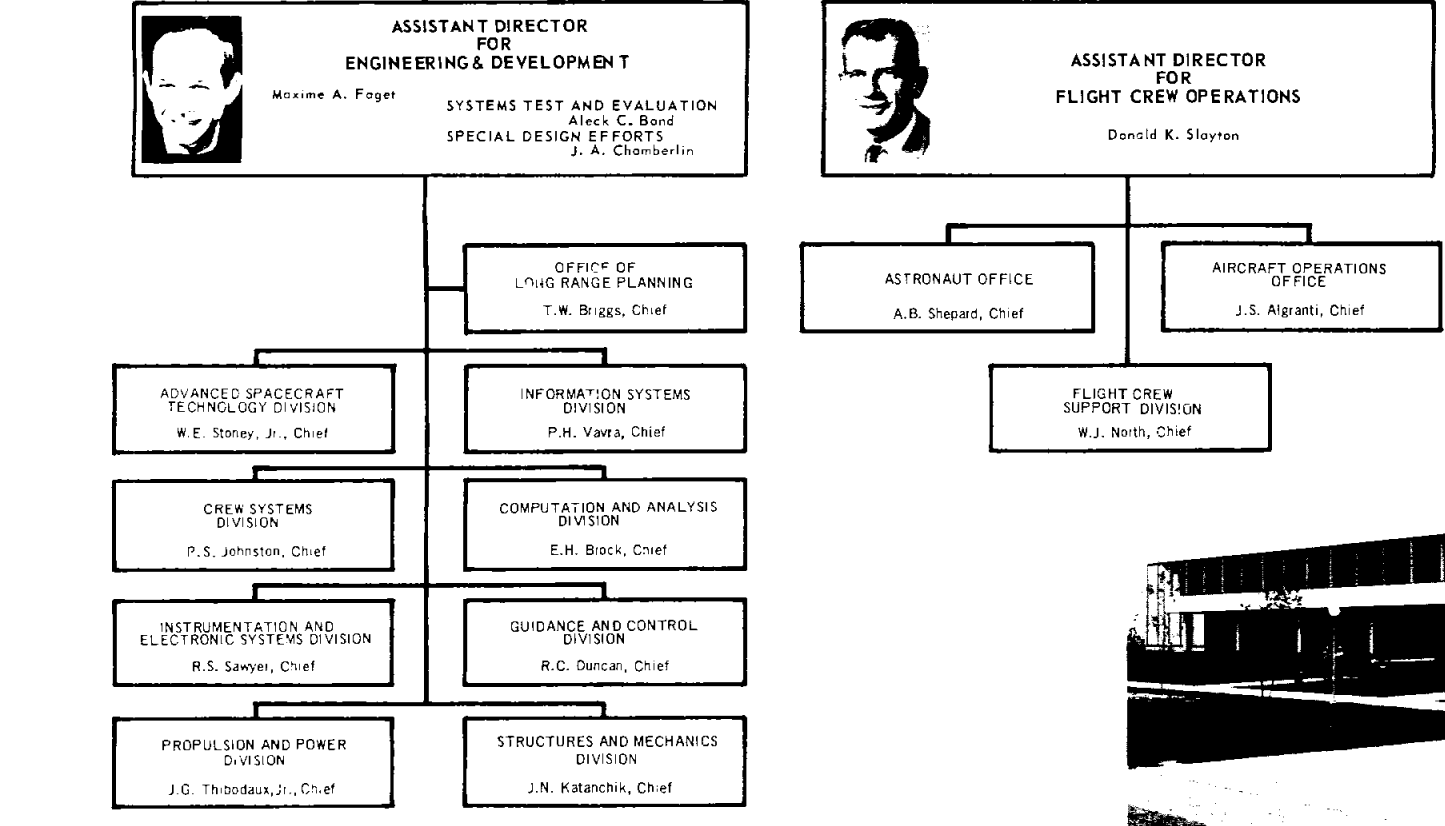 ASSISTANT DIRECTOR
FOR
ENGINEERING & DEVELOPMENT
Maxime A. Faget
SYSTEMS TEST AND EVALUATION
Aleck C. Bond
SPECIAL DESIGN EFFORTS
J. A. Chamberlin
OFFICE OF
LONG RANGE PLANNING
T.W. Briggs, Chief
ADVANCED SPACECRAFT
TECHNOLOGY DIVISION
W.E. Stoney, Jr., Chief
INFORMATION SYSTEMS
DIVISION
P.H. Vavra, Chief
CREW SYSTEMS
DIVISION
P.S. Johnston, Chief
COMPUTATION AND ANALYSIS
DIVISION
E.H. Brock, Chief
INSTRUMENTATION AND
ELECTRONIC SYSTEMS DIVISION
R.S. Sawyer, Chief
GUIDANCE AND CONTROL
DIVISION
R.C. Duncan, Chief
PROPULSION AND POWER
DIVISION
J.G. Thibodaux, Jr., Chief
STRUCTURES AND MECHANICS
DIVISION
J.N. Katanchik, Chief
ASSISTANT DIRECTOR
FOR
FLIGHT CREW OPERATIONS
Donald K. Slayton
ASTRONAUT OFFICE
A.B. Shepard, Chief
AIRCRAFT OPERATIONS
OFFICE
J.S. Algranti, Chief
FLIGHT CREW
SUPPORT DIVISION
W.J. North, Chief